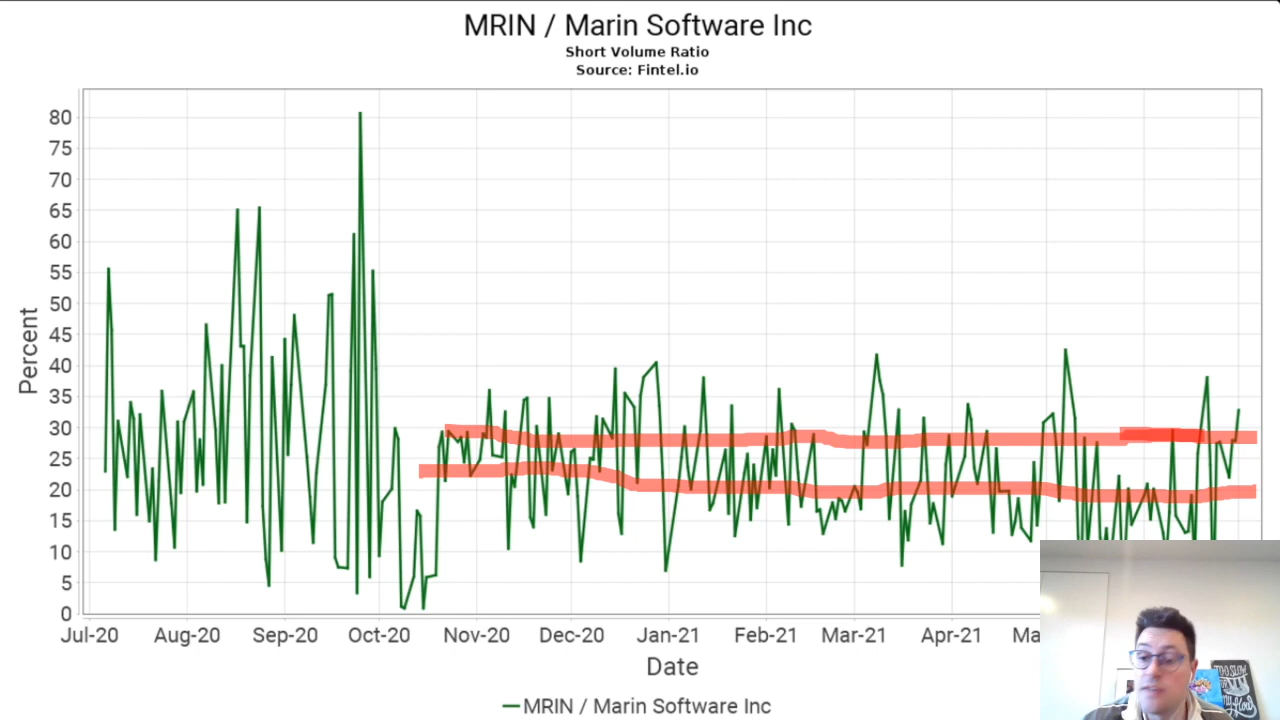 MRIN / Marin Software Inc
Short Volume Ratio
Source: Fintel.io
Percent
80
75
70
65
60
55
50
45
40
35
30
25
20
15
10
5
0
Jul-20 Aug-20 Sep-20 Oct-20 Nov-20 Dec-20 Jan-21 Feb-21 Mar-21 Apr-21 Ma
Date
MRIN / Marin Software Inc
TOO SLOW